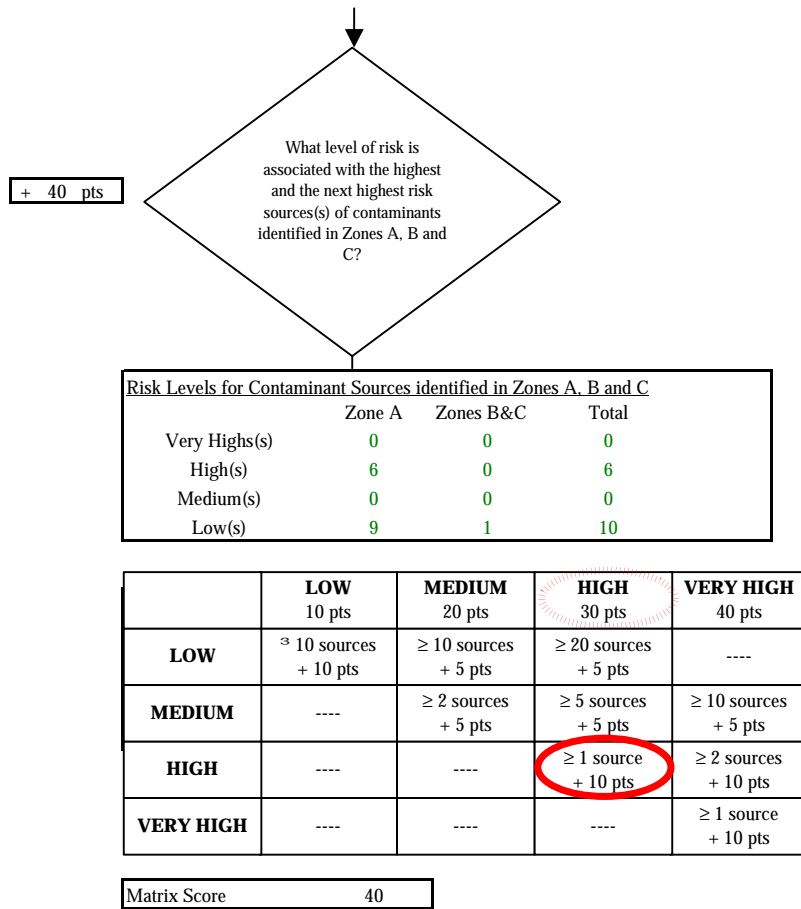 What level of risk is
associated with the highest
and the next highest risk
sources(s) of contaminants
identified in Zones A, B and
C?
+ 40 pts
Risk Levels for Contaminant Sources identified in Zones A, B and C
Zone A Zones B&C Total
Very Highs(s) 0 0 0
High(s) 6 0 6
Medium(s) 0 0 0
Low(s) 9 1 10
LOW MEDIUM HIGH VERY HIGH
10 pts 20 pts 30 pts 40 pts
LOW ³ 10 sources + 10 pts ≥ 10 sources + 5 pts ≥ 20 sources + 5 pts ----
MEDIUM ---- ≥ 2 sources + 5 pts ≥ 5 sources + 5 pts ≥ 10 sources + 5 pts
HIGH ---- ---- ≥ 1 source + 10 pts ≥ 2 sources + 10 pts
VERY HIGH ---- ---- ---- ≥ 1 source + 10 pts
Matrix Score 40